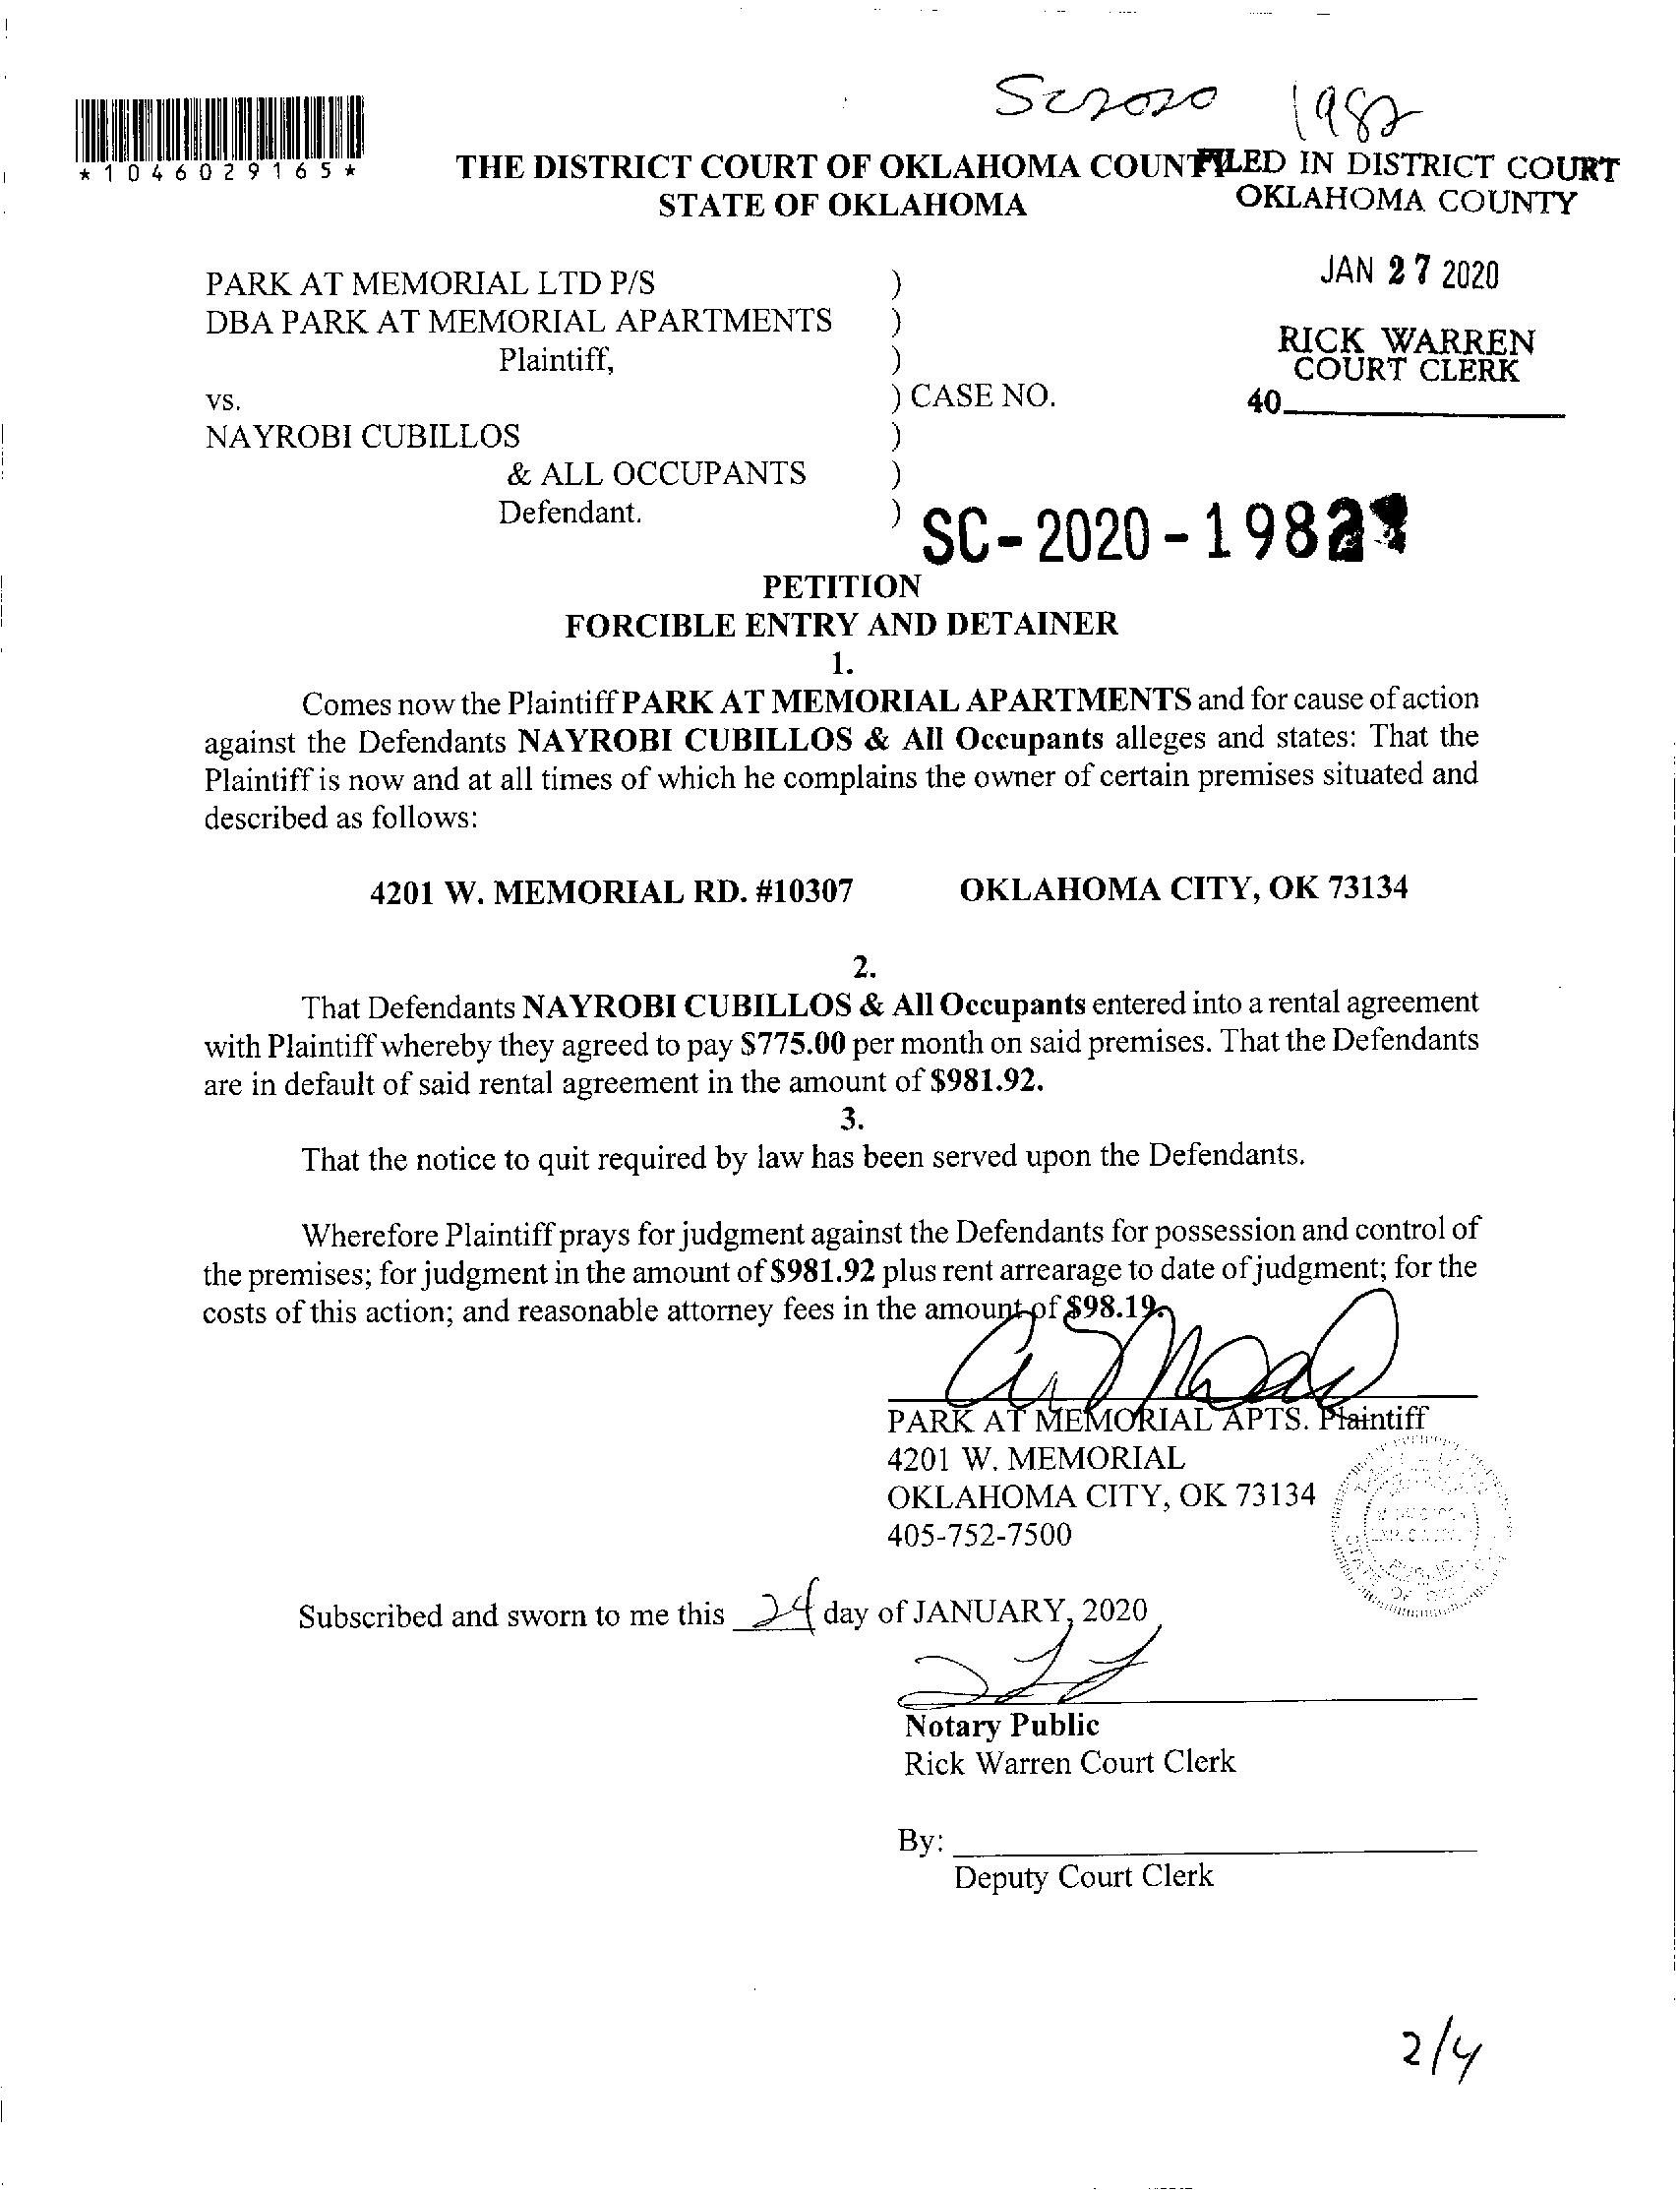 SC2020 1982
*1046029165*
THE DISTRICT COURT OF OKLAHOMA COUNTY
STATE OF OKLAHOMA
FILED IN DISTRICT COURT
OKLAHOMA COUNTY
JAN 27 2020
RICK WARREN
COURT CLERK
40
PARK AT MEMORIAL LTD P/S )
DBA PARK AT MEMORIAL APARTMENTS )
Plaintiff, )
vs. ) CASE NO.
NAYROBI CUBILLOS )
& ALL OCCUPANTS )
Defendant. )
SC-2020-1982
PETITION
FORCIBLE ENTRY AND DETAINER
1.
Comes now the Plaintiff PARK AT MEMORIAL APARTMENTS and for cause of action
against the Defendants NAYROBI CUBILLOS & All Occupants alleges and states: That the
Plaintiff is now and at all times of which he complains the owner of certain premises situated and
described as follows:
4201 W. MEMORIAL RD. #10307 OKLAHOMA CITY, OK 73134
2.
That Defendants NAYROBI CUBILLOS & All Occupants entered into a rental agreement
with Plaintiff whereby they agreed to pay $775.00 per month on said premises. That the Defendants
are in default of said rental agreement in the amount of $981.92.
3.
That the notice to quit required by law has been served upon the Defendants.
Wherefore Plaintiff prays for judgment against the Defendants for possession and control of
the premises; for judgment in the amount of $981.92 plus rent arrearage to date of judgment; for the
costs of this action; and reasonable attorney fees in the amount of $98.19.
PARK AT MEMORIAL APTS. Plaintiff
4201 W. MEMORIAL
OKLAHOMA CITY, OK 73134
405-752-7500
Subscribed and sworn to me this 24 day of JANUARY, 2020
Notary Public
Rick Warren Court Clerk
By:
Deputy Court Clerk
2/4